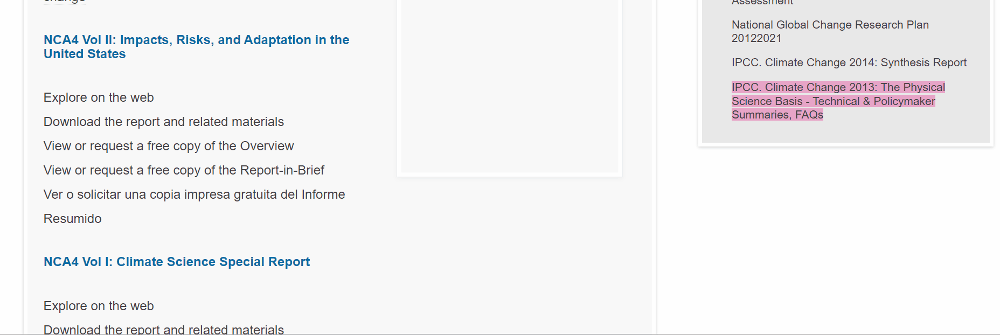 change
NCA4 Vol II: Impacts, Risks, and Adaptation in the
United States
Explore on the web
Download the report and related materials
View or request a free copy of the Overview
View or request a free copy of the Report-in-Brief
Ver o solicitar una copia impresa gratuita del Informe
Resumido
NCA4 Vol I: Climate Science Special Report
Explore on the web
Download the report and related materials
Assessment
National Global Change Research Plan
20122021
IPCC. Climate Change 2014: Synthesis Report
IPCC. Climate Change 2013: The Physical
Science Basis - Technical & Policymaker
Summaries, FAQs